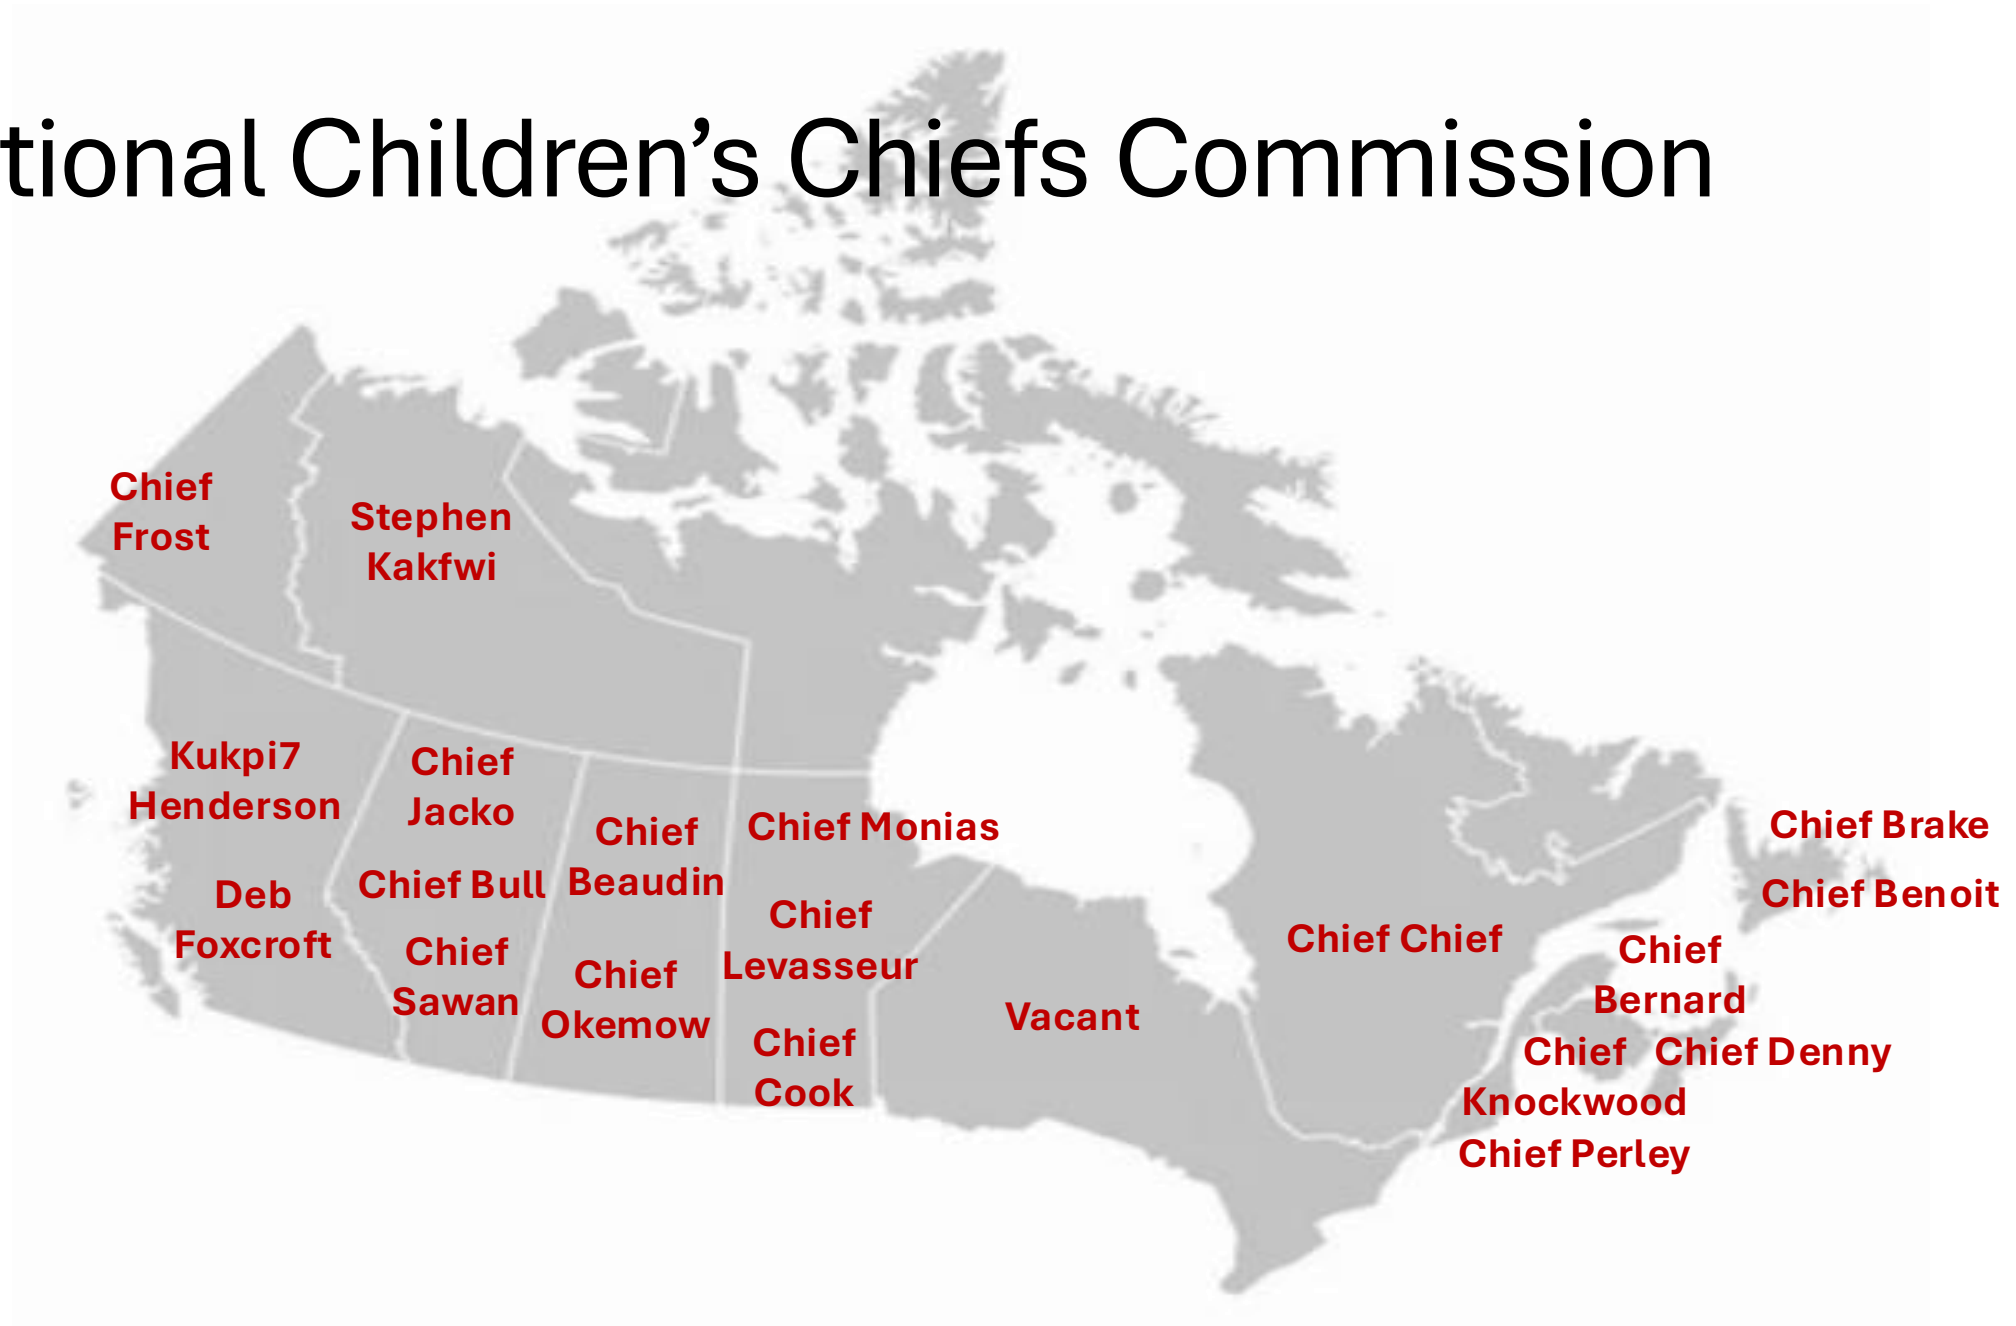 tional Children’s Chiefs Commission
Chief
Frost
Stephen
Kakfwi
Kukpi7
Henderson
Deb
Foxcroft
Chief
Jacko
Chief Bull
Chief
Sawan
Chief
Beaudin
Chief
Okemow
Chief Monias
Chief
Levasseur
Chief
Cook
Vacant
Chief Chief
Chief Brake
Chief Benoit
Chief
Bernard
Chief
Knockwood
Chief Denny
Chief Perley